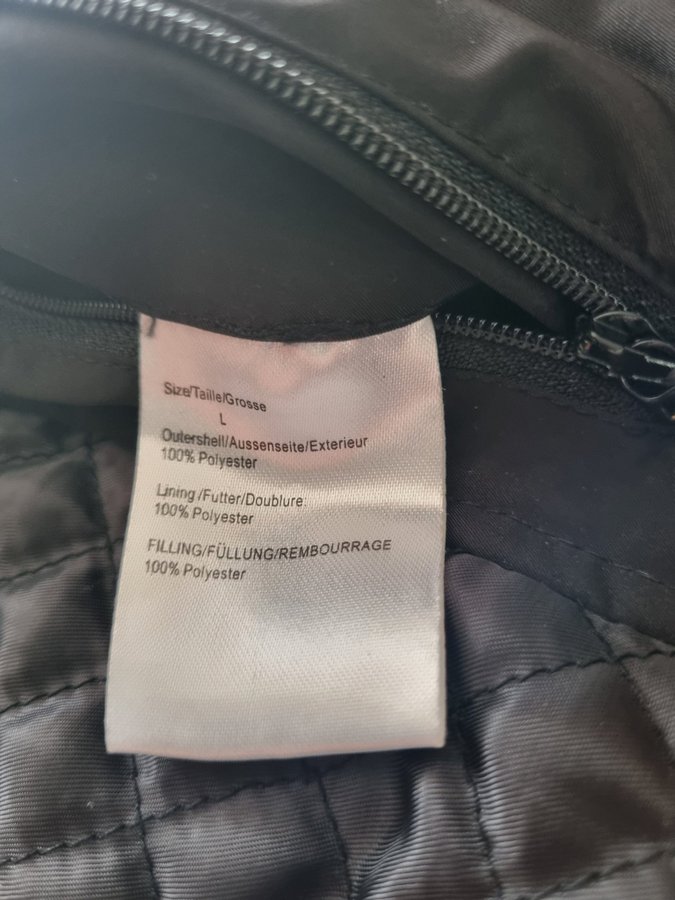 Size/Taille/Grosse
L
Outershell/Aussenseite/Exterieur
100% Polyester
Lining /Futter/Doublure:
100% Polyester
FILLING/FÜLLUNG/REMBOURRAGE
100% Polyester